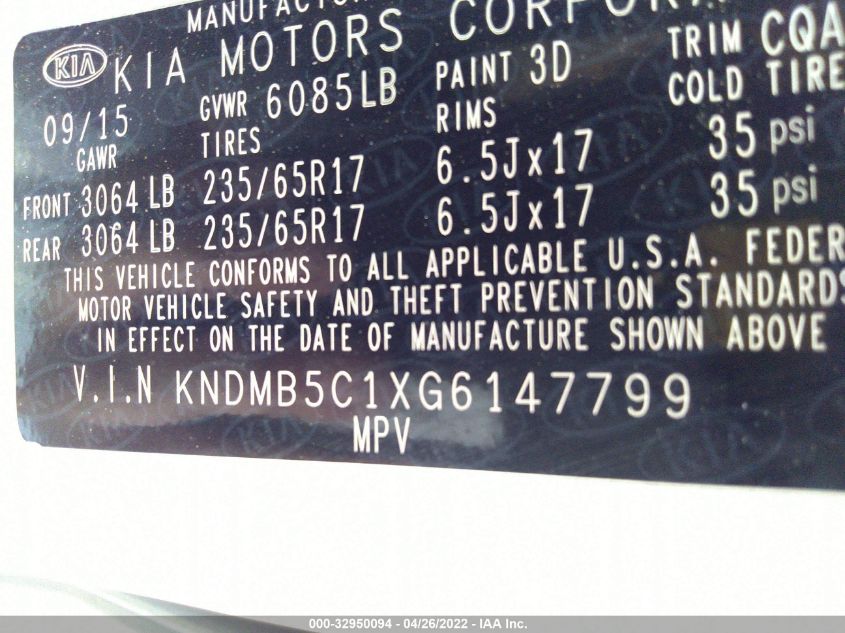 MANUFACTUR
KIA KIA MOTORS CORPORA
09/15 GVWR 6085LB PAINT 3D TRIM CQA
GAWR TIRES RIMS COLD TIRE
FRONT 3064 LB 235/65R17 6.5Jx17 35 psi
REAR 3064 LB 235/65R17 6.5Jx17 35 psi
THIS VEHICLE CONFORMS TO ALL APPLICABLE U.S.A. FEDER
MOTOR VEHICLE SAFETY AND THEFT PREVENTION STANDARDS
IN EFFECT ON THE DATE OF MANUFACTURE SHOWN ABOVE
V.I.N KNDMB5C1XG6147799
MPV
000-32950094 - 04/26/2022 - IAA Inc.